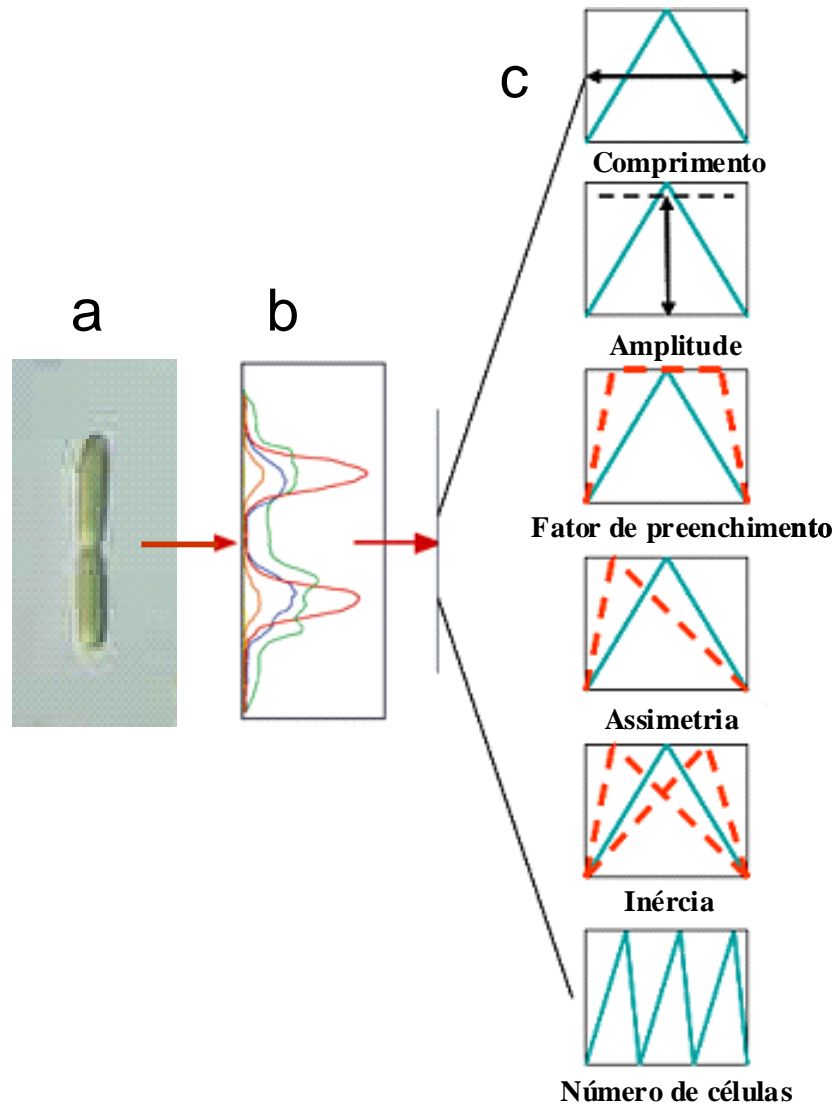 c
Comprimento
Amplitude
a
b
Fator de preenchimento
Assimetria
Inércia
Número de células